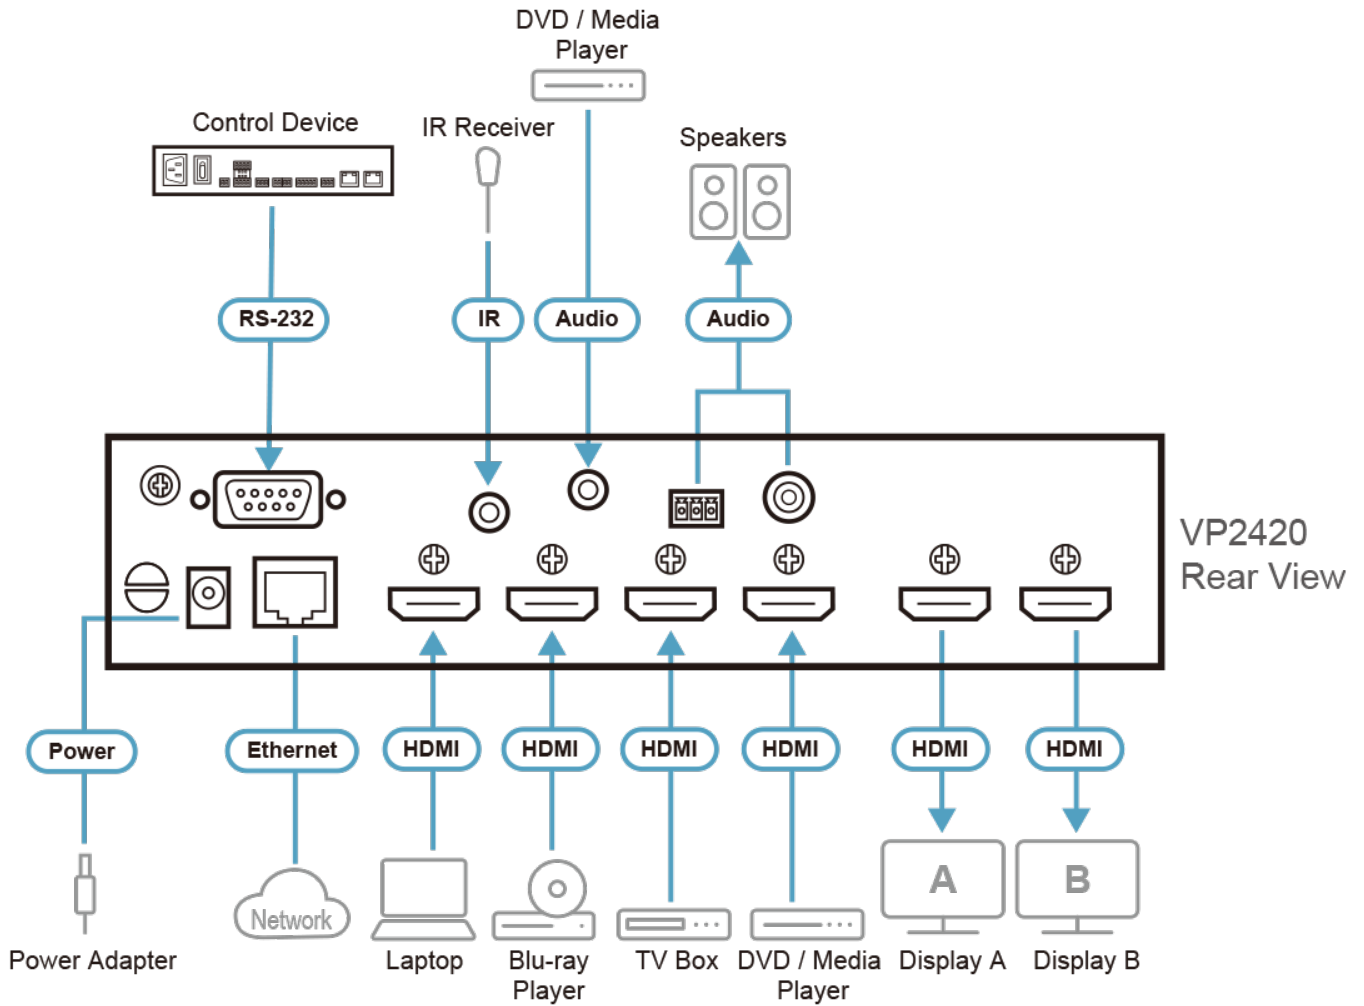 DVD / Media
Player
Control Device
IR Receiver
Speakers
RS-232
IR
Audio
Audio
VP2420
Rear View
Power
Ethernet
HDMI
HDMI
HDMI
HDMI
HDMI
HDMI
A
B
Network
Power Adapter
Laptop
Blu-ray
Player
TV Box
DVD / Media
Player
Display A
Display B